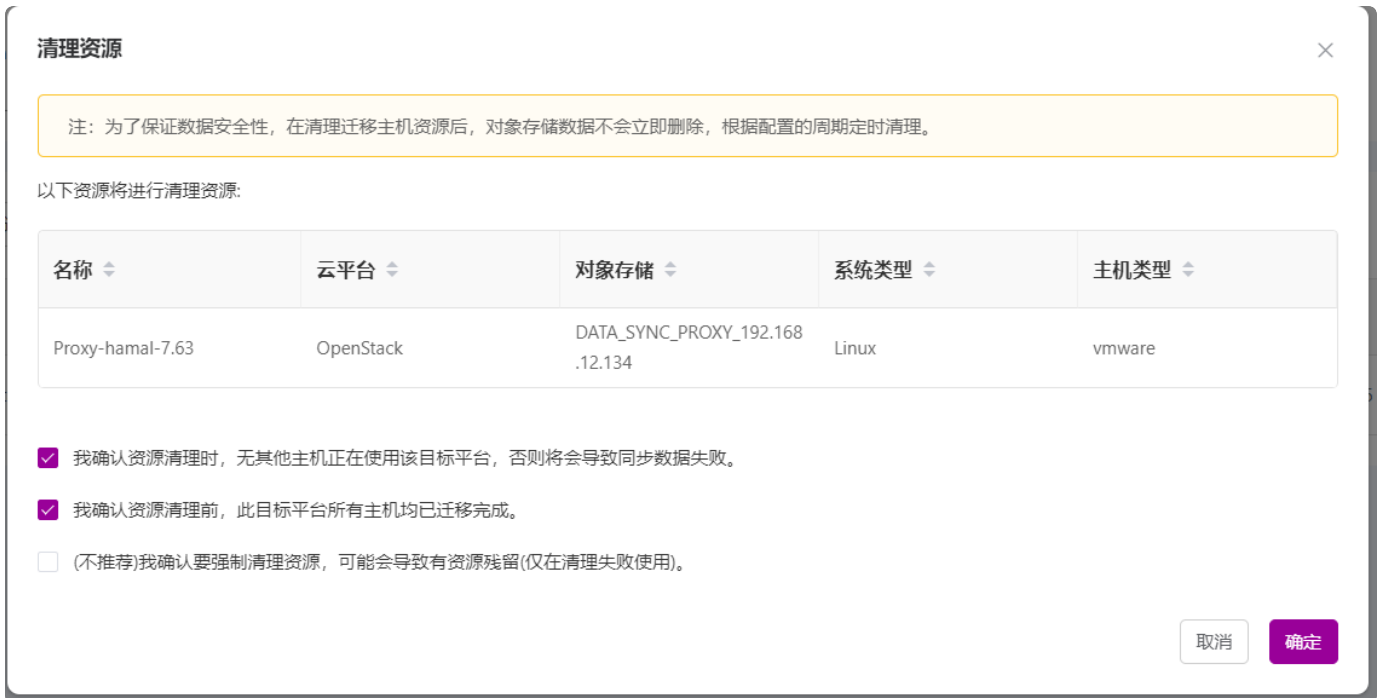 清理资源
注：为了保证数据安全性，在清理迁移主机资源后，对象存储数据不会立即删除，根据配置的周期定时清理。
以下资源将进行清理资源:
名称 云平台 对象存储 系统类型 主机类型
Proxy-hamal-7.63 OpenStack DATA_SYNC_PROXY_192.168 Linux vmware
.12.134
我确认资源清理时，无其他主机正在使用该目标平台，否则将会导致同步数据失败。
我确认资源清理前，此目标平台所有主机均已迁移完成。
(不推荐)我确认要强制清理资源，可能会导致有资源残留(仅在清理失败使用)。
取消 确定